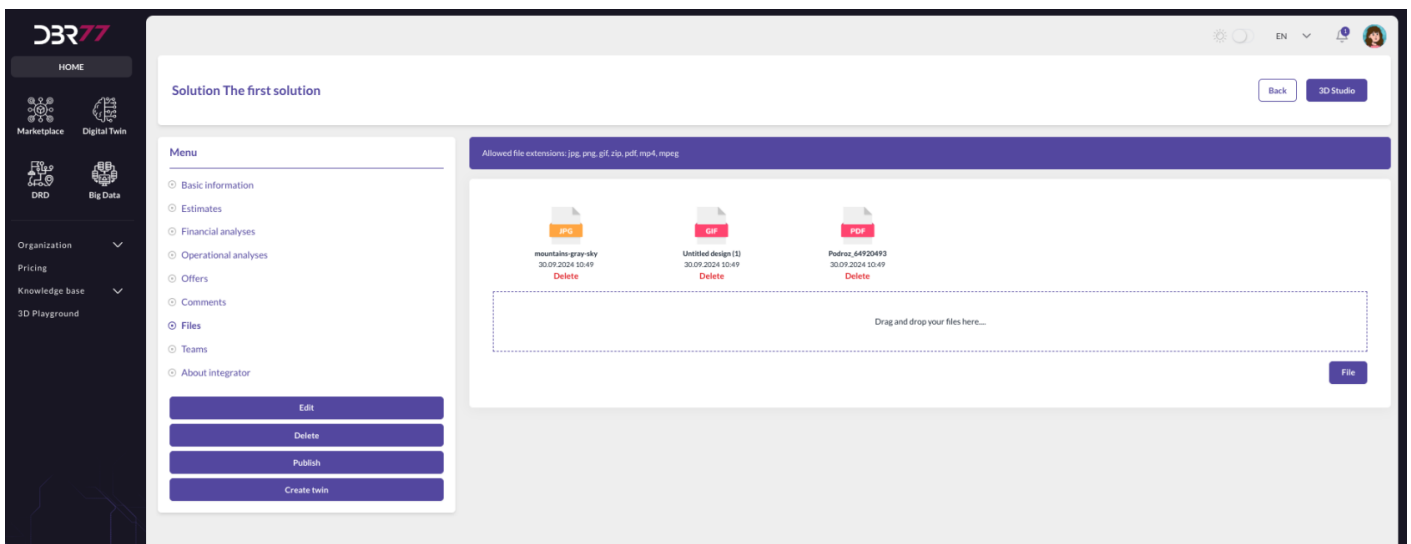 DBR77
HOME
Marketplace
Digital Twin
DRD
Big Data
Organization
Pricing
Knowledge base
3D Playground
EN
1
Solution The first solution
Back
3D Studio
Menu
Basic information
Estimates
Financial analyses
Operational analyses
Offers
Comments
Files
Teams
About integrator
Edit
Delete
Publish
Create twin
Allowed file extensions: jpg, png, gif, zip, pdf, mp4, mpeg
JPG
mountains-gray-sky
30.09.2024 10:49
Delete
GIF
Untitled design (1)
30.09.2024 10:49
Delete
PDF
Podroz_64920493
30.09.2024 10:49
Delete
Drag and drop your files here....
File